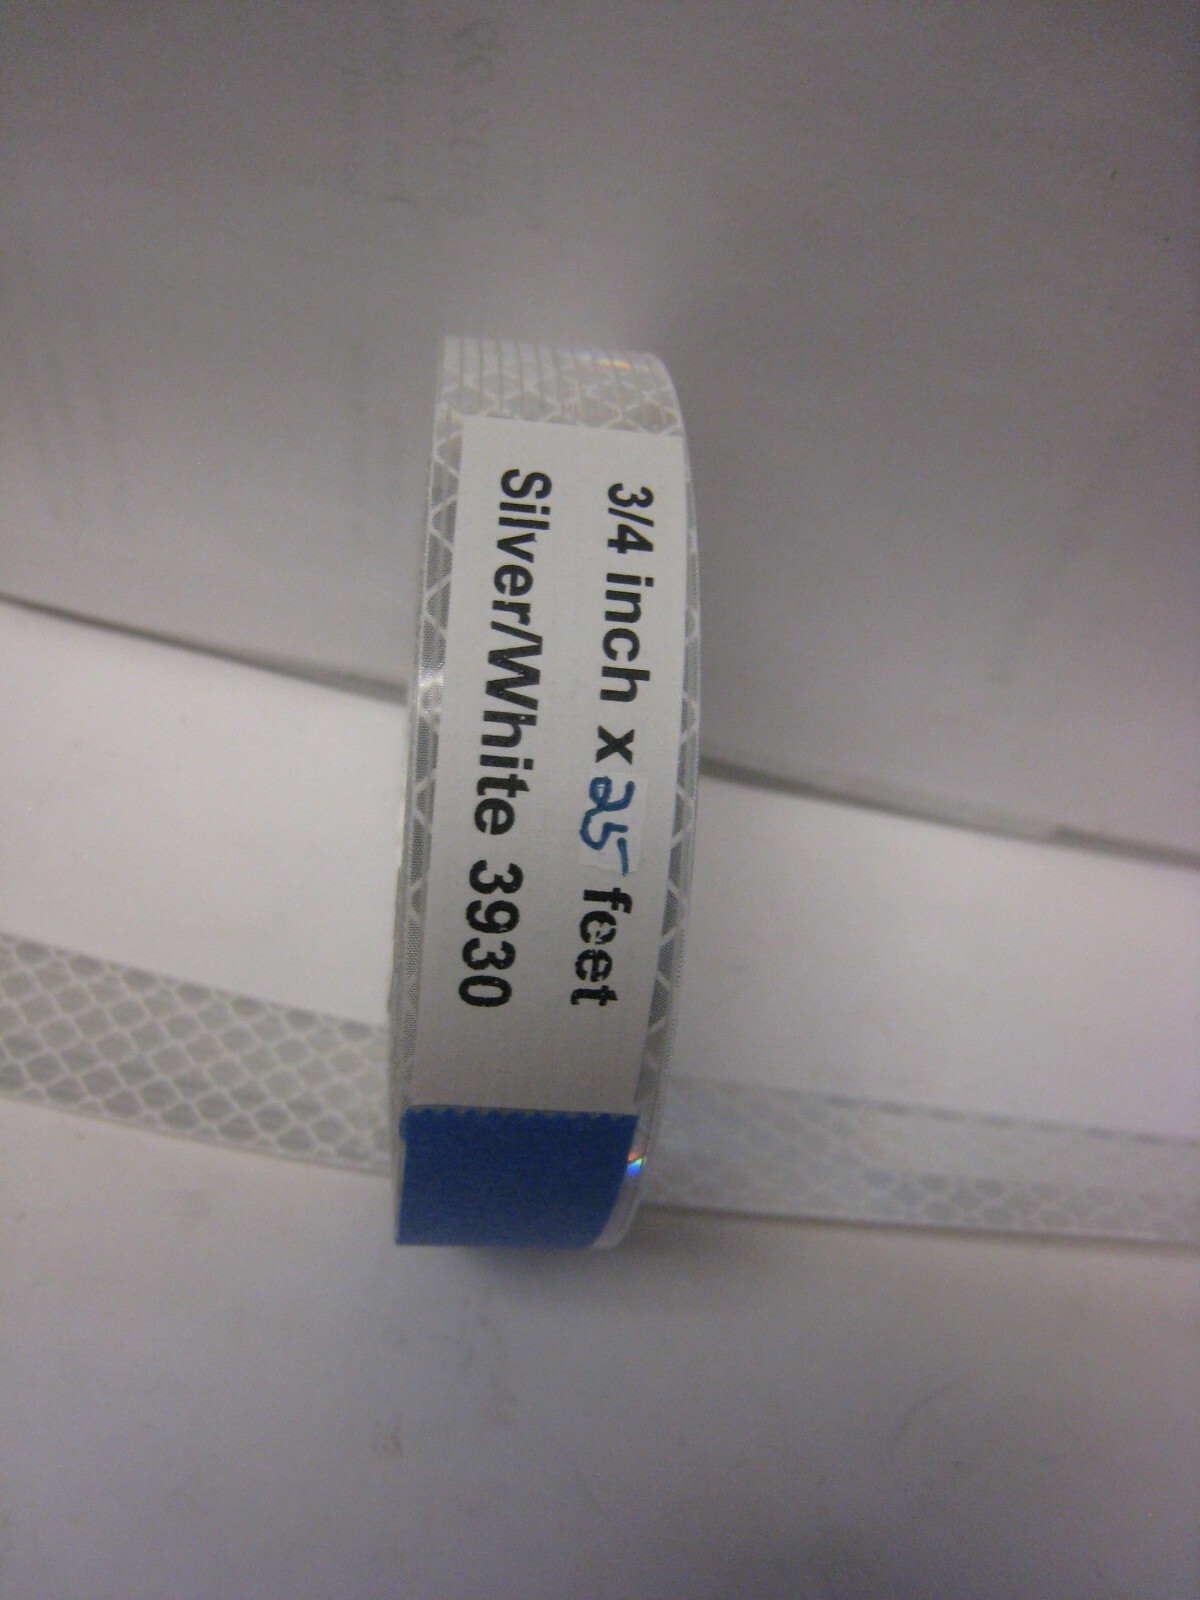 3/4 inch x 25 feet
Silver/White 3930